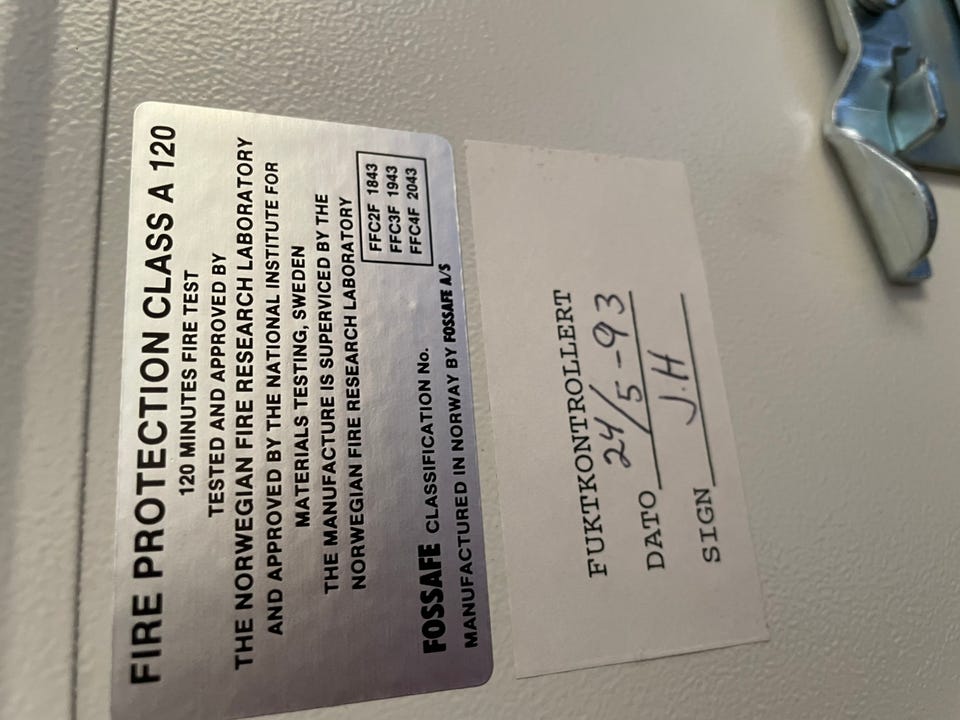 FIRE PROTECTION CLASS A 120
120 MINUTES FIRE TEST
TESTED AND APPROVED BY
THE NORWEGIAN FIRE RESEARCH LABORATORY
AND APPROVED BY THE NATIONAL INSTITUTE FOR
MATERIALS TESTING, SWEDEN
THE MANUFACTURE IS SUPERVICED BY THE
NORWEGIAN FIRE RESEARCH LABORATORY
FFC2F 1843
FFC3F 1943
FFC4F 2043
FOSSAFE CLASSIFICATION No.
MANUFACTURED IN NORWAY BY FOSSAFE A/S
FUKTKONTROLLERT
DATO 24/5-93
SIGN J.H